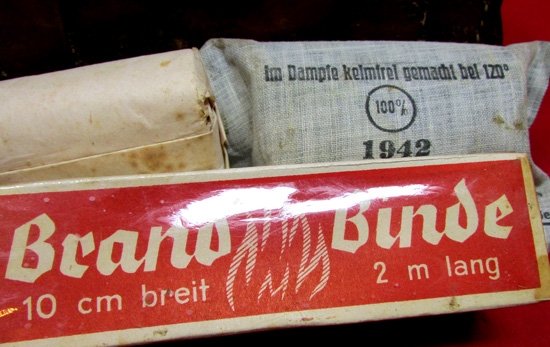 Im Dampfe keimfrei gemacht bei 120°
100%
1942
Brand Binde
10 cm breit 2 m lang